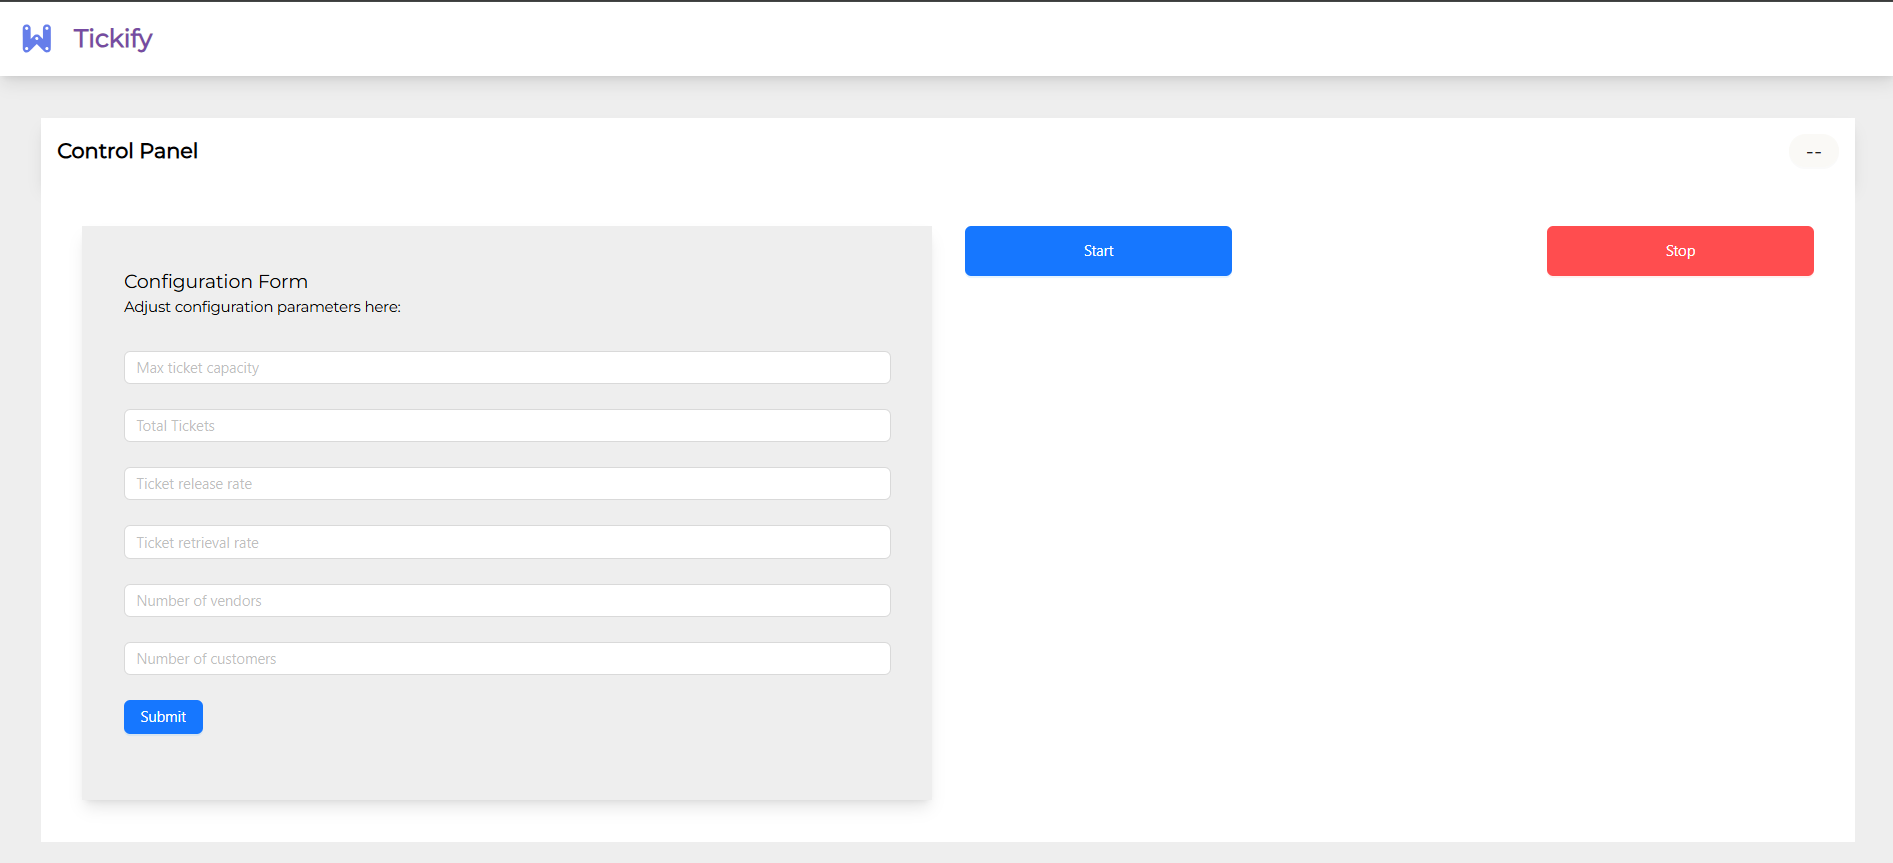 Tickify
Control Panel
--
Configuration Form
Adjust configuration parameters here:
Max ticket capacity
Total Tickets
Ticket release rate
Ticket retrieval rate
Number of vendors
Number of customers
Submit
Start
Stop